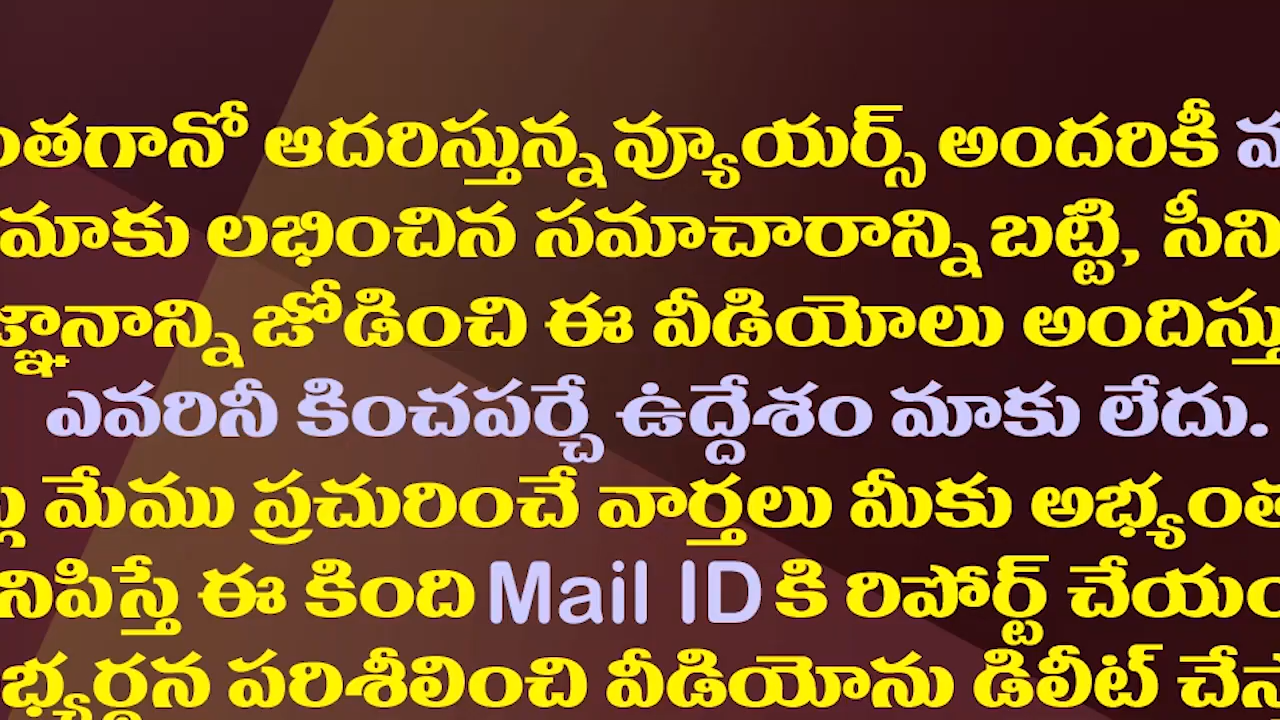 ంతగానో ఆదరిస్తున్న వ్యూయర్స్ అందరికీ
మాకు లభించిన సమాచారాన్ని బట్టి, సీని
జ్ఞానాన్ని జోడించి ఈ వీడియోలు అందిస్తు
ఎవరినీ కించపర్చే ఉద్దేశం మాకు లేదు.
మేము ప్రచురించే వార్తలు మీకు అభ్యంత
నిపిస్తే ఈ కింది Mail ID కి రిపోర్ట్ చేయం
భ్యర్థన పరిశీలించి వీడియోను డిలీట్ చేస